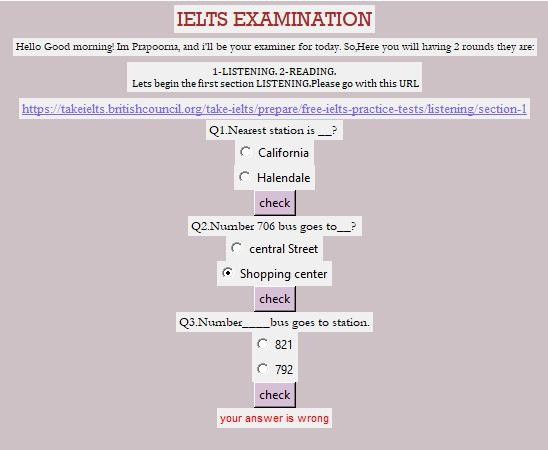 IELTS EXAMINATION
Hello Good morning! Im Prapoorna, and i'll be your examiner for today. So,Here you will having 2 rounds they are:
1-LISTENING. 2-READING.
Lets begin the first section LISTENING.Please go with this URL
https://takeielts.britishcouncil.org/take-ielts/prepare/free-ielts-practice-tests/listening/section-1
Q1.Nearest station is __?
California
Halendale
check
Q2.Number 706 bus goes to__?
central Street
Shopping center
check
Q3.Number____bus goes to station.
821
792
check
your answer is wrong